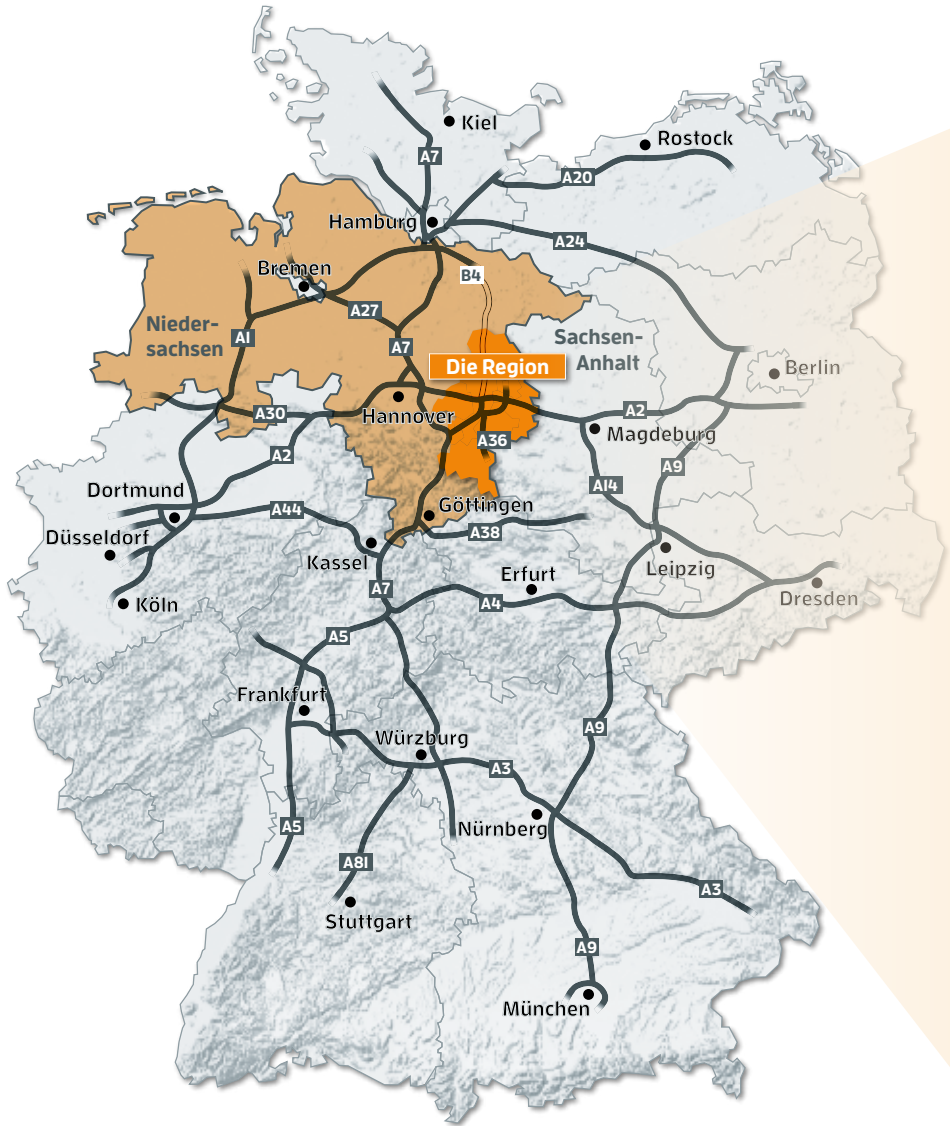 Kiel
Rostock
A7
A20
Hamburg
A24
Bremen
B4
A27
Nieder-
sachsen
A1
A7
Sachsen-
Anhalt
Die Region
Berlin
A30
Hannover
A2
Magdeburg
A36
A2
A9
A14
Dortmund
A44
Göttingen
A38
Düsseldorf
Kassel
Leipzig
Erfurt
A7
A4
Dresden
Köln
A5
Frankfurt
A9
Würzburg
A3
A5
Nürnberg
A81
A3
Stuttgart
A9
München